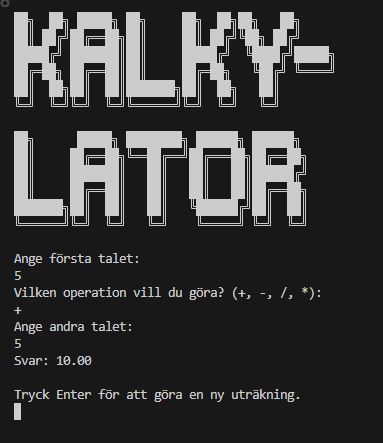 KALKY-
LATOR
Ange första talet:
5
Vilken operation vill du göra? (+, -, /, *):
+
Ange andra talet:
5
Svar: 10.00
Tryck Enter för att göra en ny uträkning.